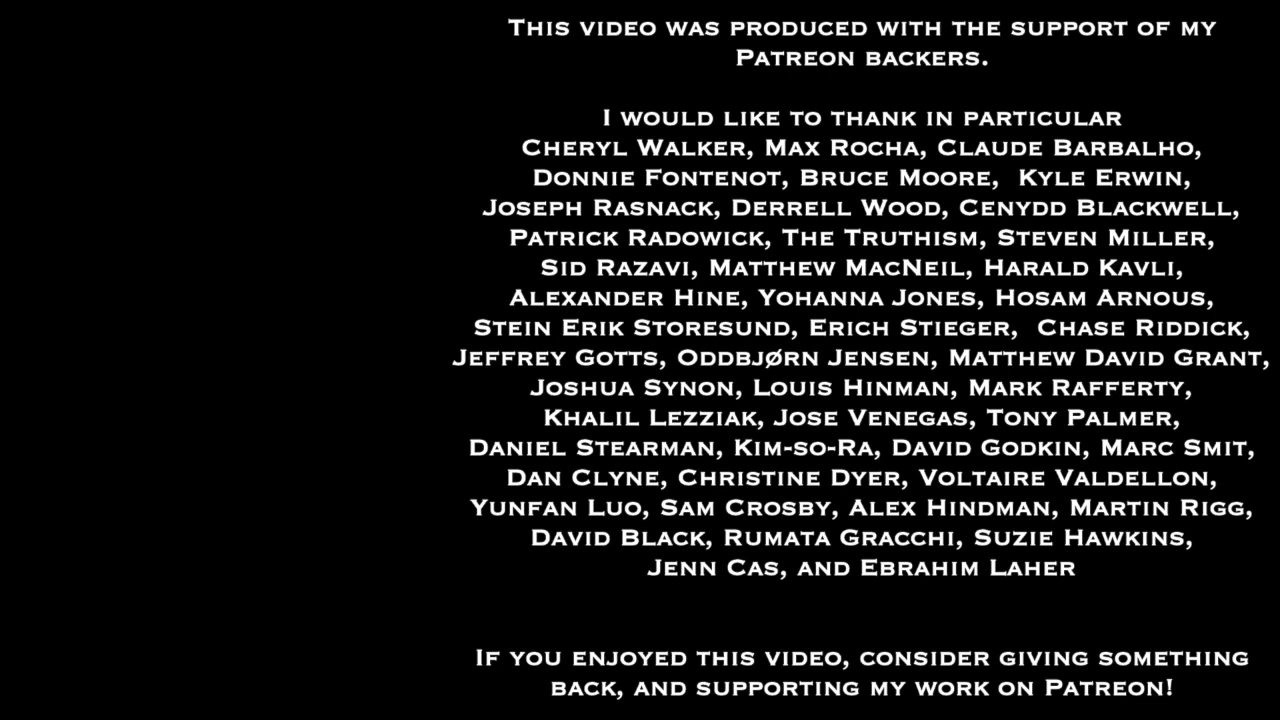 This video was produced with the support of my
Patreon backers.
I would like to thank in particular
Cheryl Walker, Max Rocha, Claude Barbalho,
Donnie Fontenot, Bruce Moore, Kyle Erwin,
Joseph Rasnack, Derrell Wood, Cenydd Blackwell,
Patrick Radowick, The Truthism, Steven Miller,
Sid Razavi, Matthew MacNeil, Harald Kavli,
Alexander Hine, Yohanna Jones, Hosam Arnous,
Stein Erik Storesund, Erich Stieger, Chase Riddick,
Jeffrey Gotts, Oddbjørn Jensen, Matthew David Grant,
Joshua Synon, Louis Hinman, Mark Rafferty,
Khalil Lezziak, Jose Venegas, Tony Palmer,
Daniel Stearman, Kim-so-Ra, David Godkin, Marc Smit,
Dan Clyne, Christine Dyer, Voltaire Valdellon,
Yunfan Luo, Sam Crosby, Alex Hindman, Martin Rigg,
David Black, Rumata Gracchi, Suzie Hawkins,
Jenn Cas, and Ebrahim Laher
If you enjoyed this video, consider giving something
back, and supporting my work on Patreon!